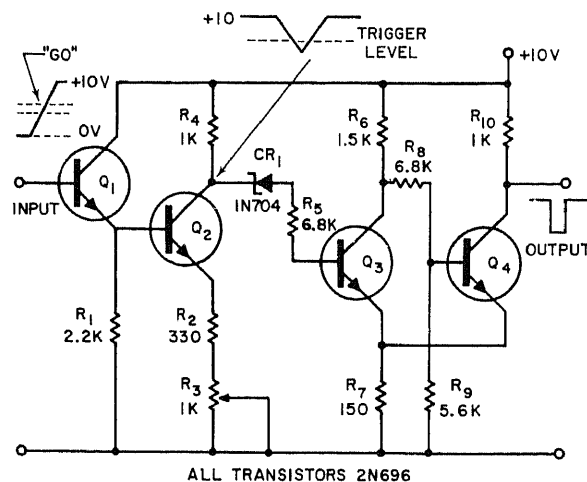 "GO"
+10V
0V
+10
TRIGGER
LEVEL
+10V
R4
1K
R6
1.5K
R8
6.8K
R10
1K
CR1
1N704
R5
6.8K
INPUT
Q1
Q2
Q3
Q4
OUTPUT
R1
2.2K
R2
330
R3
1K
R7
150
R9
5.6K
ALL TRANSISTORS 2N696